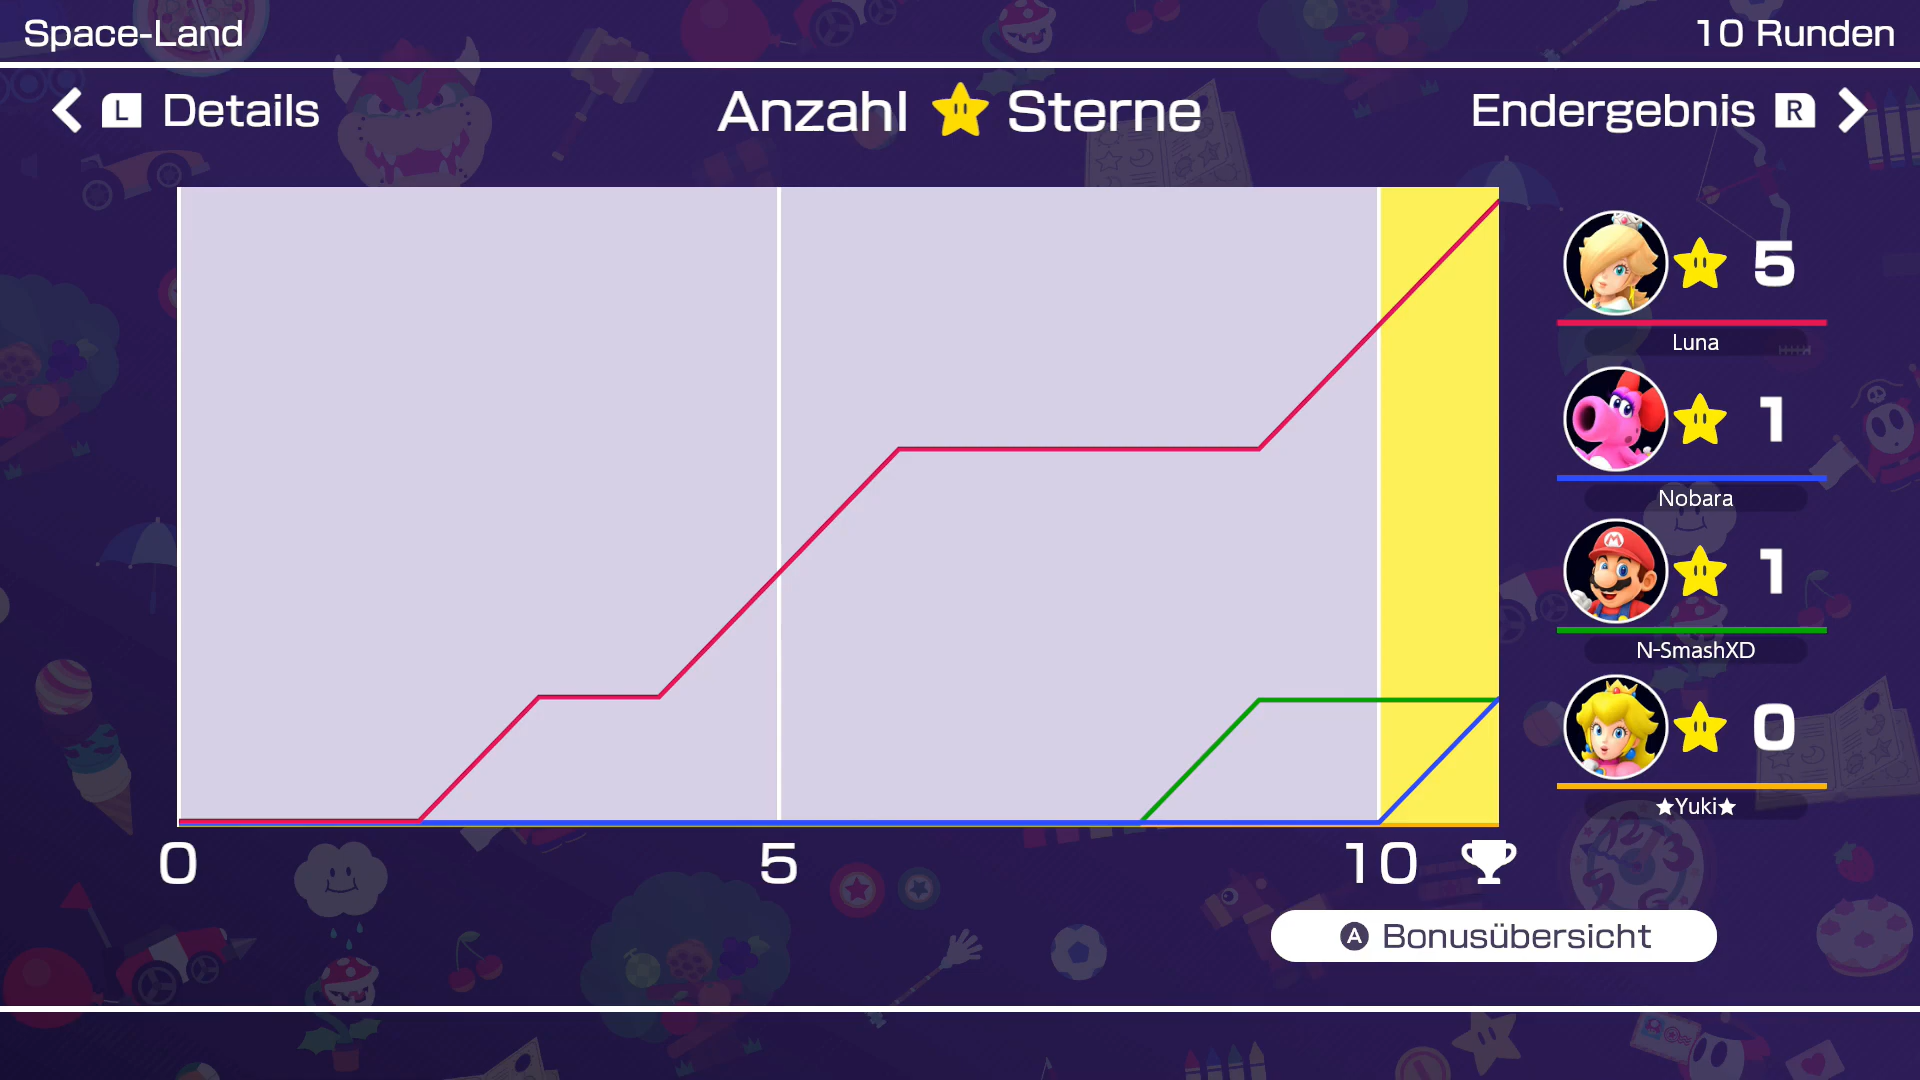 Space-Land
10 Runden
L Details
Anzahl Sterne
Endergebnis R
5
Luna
1
Nobara
1
N-SmashXD
0
★Yuki★
0
5
10
A Bonusübersicht